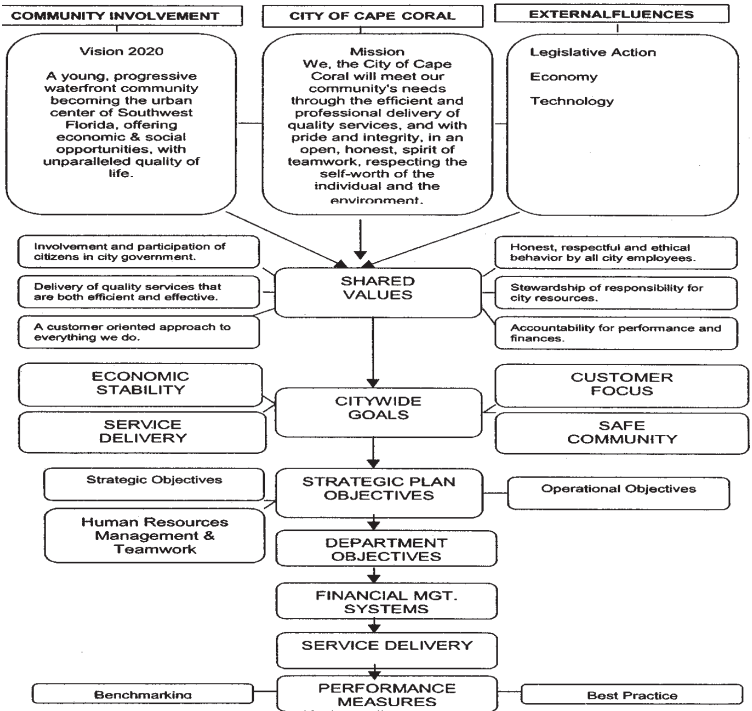 COMMUNITY INVOLVEMENT
CITY OF CAPE CORAL
EXTERNALFLUENCES
Vision 2020
A young, progressive
waterfront community
becoming the urban
center of Southwest
Florida, offering
economic & social
opportunities, with
unparalleled quality of
life.
Mission
We, the City of Cape
Coral will meet our
community's needs
through the efficient and
professional delivery of
quality services, and with
pride and integrity, in an
open, honest, spirit of
teamwork, respecting the
self-worth of the
individual and the
environment.
Legislative Action
Economy
Technology
Involvement and participation of
citizens in city government.
Delivery of quality services that
are both efficient and effective.
A customer oriented approach to
everything we do.
SHARED
VALUES
Honest, respectful and ethical
behavior by all city employees.
Stewardship of responsibility for
city resources.
Accountability for performance and
finances.
ECONOMIC
STABILITY
SERVICE
DELIVERY
CITYWIDE
GOALS
CUSTOMER
FOCUS
SAFE
COMMUNITY
Strategic Objectives
Human Resources
Management &
Teamwork
STRATEGIC PLAN
OBJECTIVES
Operational Objectives
DEPARTMENT
OBJECTIVES
FINANCIAL MGT.
SYSTEMS
SERVICE DELIVERY
Benchmarking
PERFORMANCE
MEASURES
Best Practice